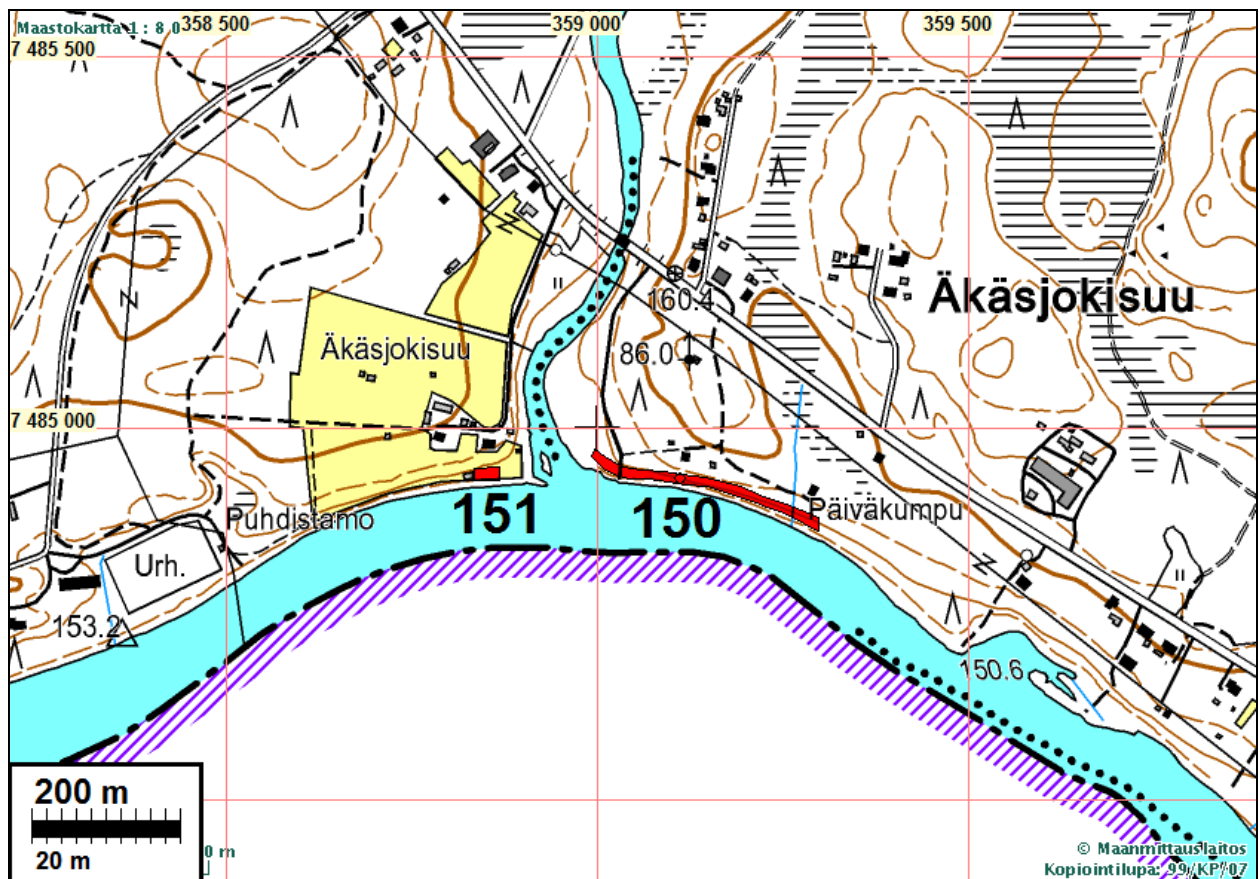 Maastokartta 1 : 8 0
358 500
359 000
359 500
7 485 500
Äkäsjokisuu
160.4
Äkäsjokisuu
86.0
7 485 000
151
150
Puhdistamo
Päiväkumpu
Urh.
153.2
150.6
200 m
20 m
0 m
© Maanmittauslaitos
Kopiointilupa: 99/KP/07